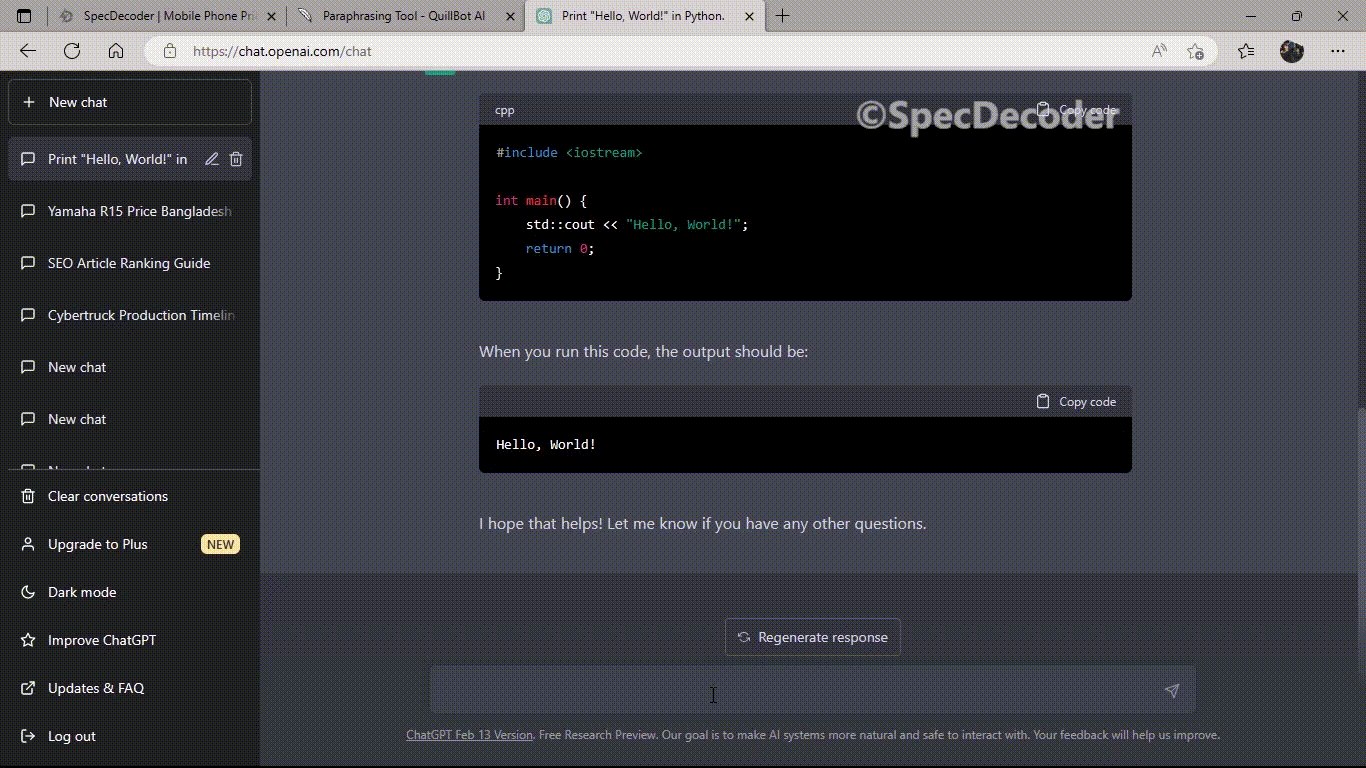 SpecDecoder | Mobile Phone Pri
Paraphrasing Tool - QuillBot AI
Print "Hello, World!" in Python.
https://chat.openai.com/chat
New chat
Print "Hello, World!" in
Yamaha R15 Price Bangladesh
SEO Article Ranking Guide
Cybertruck Production Timelin
New chat
New chat
Clear conversations
Upgrade to Plus NEW
Dark mode
Improve ChatGPT
Updates & FAQ
Log out
cpp Copy code
©SpecDecoder
#include <iostream>
int main() {
std::cout << "Hello, World!";
return 0;
}
When you run this code, the output should be:
Copy code
Hello, World!
I hope that helps! Let me know if you have any other questions.
Regenerate response
ChatGPT Feb 13 Version. Free Research Preview. Our goal is to make AI systems more natural and safe to interact with. Your feedback will help us improve.